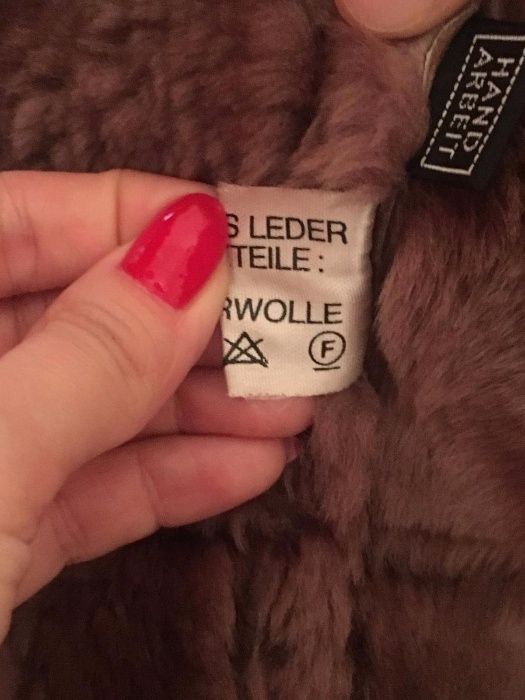 HAND
ARBEIT
S LEDER
TEILE:
RWOLLE
F